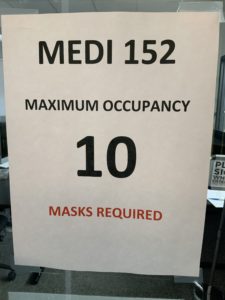 MEDI 152
MAXIMUM OCCUPANCY
10
MASKS REQUIRED